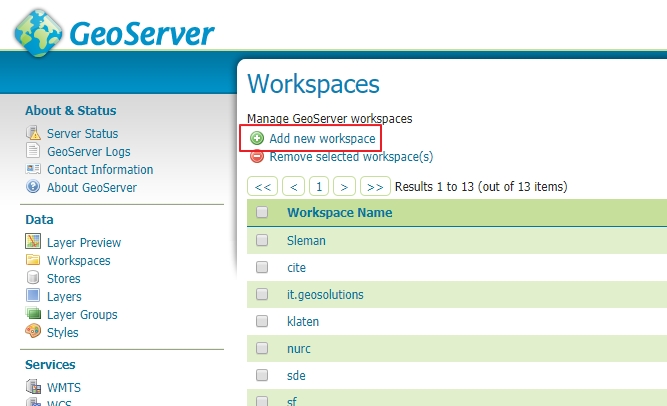 GeoServer
About & Status
Server Status
GeoServer Logs
Contact Information
About GeoServer
Data
Layer Preview
Workspaces
Stores
Layers
Layer Groups
Styles
Services
WMTS
WCS
Workspaces
Manage GeoServer workspaces
Add new workspace
Remove selected workspace(s)
<< < 1 > >> Results 1 to 13 (out of 13 items)
Workspace Name
Sleman
cite
it.geosolutions
klaten
nurc
sde
sf